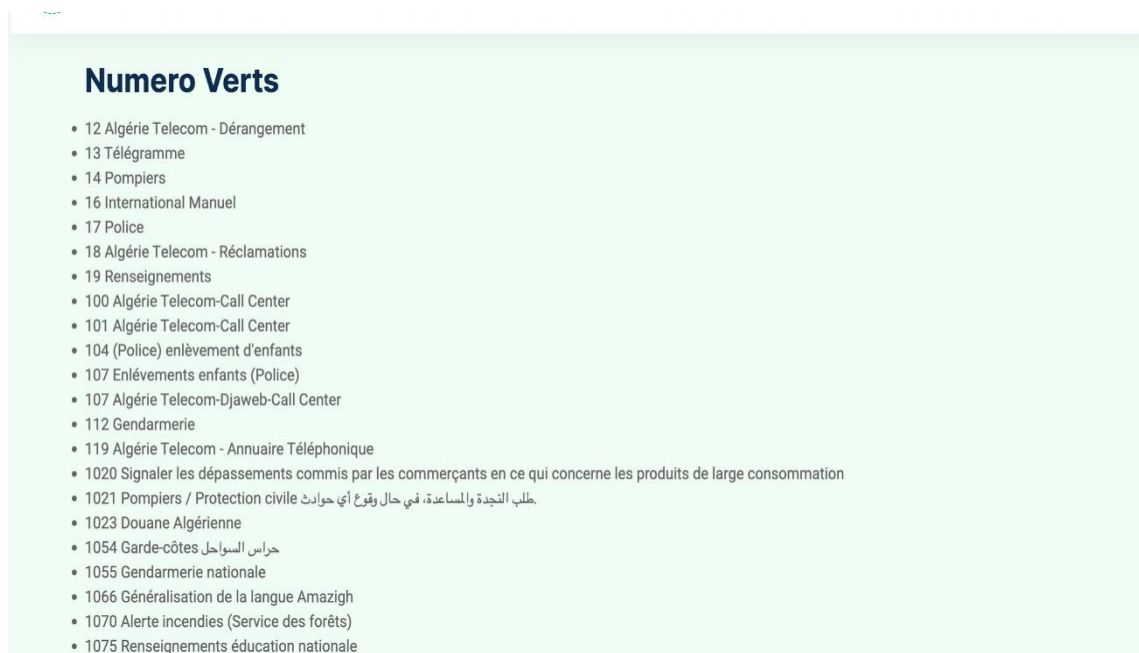 Numero Verts
• 12 Algérie Telecom - Dérangement
• 13 Télégramme
• 14 Pompiers
• 16 International Manuel
• 17 Police
• 18 Algérie Telecom - Réclamations
• 19 Renseignements
• 100 Algérie Telecom-Call Center
• 101 Algérie Telecom-Call Center
• 104 (Police) enlèvement d'enfants
• 107 Enlévements enfants (Police)
• 107 Algérie Telecom-Djaweb-Call Center
• 112 Gendarmerie
• 119 Algérie Telecom - Annuaire Téléphonique
• 1020 Signaler les dépassements commis par les commerçants en ce qui concerne les produits de large consommation
• 1021 Pompiers / Protection civile طلب النجدة والمساعدة، في حال وقوع أي حوادث.
• 1023 Douane Algérienne
• 1054 Garde-côtes حراس السواحل
• 1055 Gendarmerie nationale
• 1066 Généralisation de la langue Amazigh
• 1070 Alerte incendies (Service des forêts)
• 1075 Renseignements éducation nationale